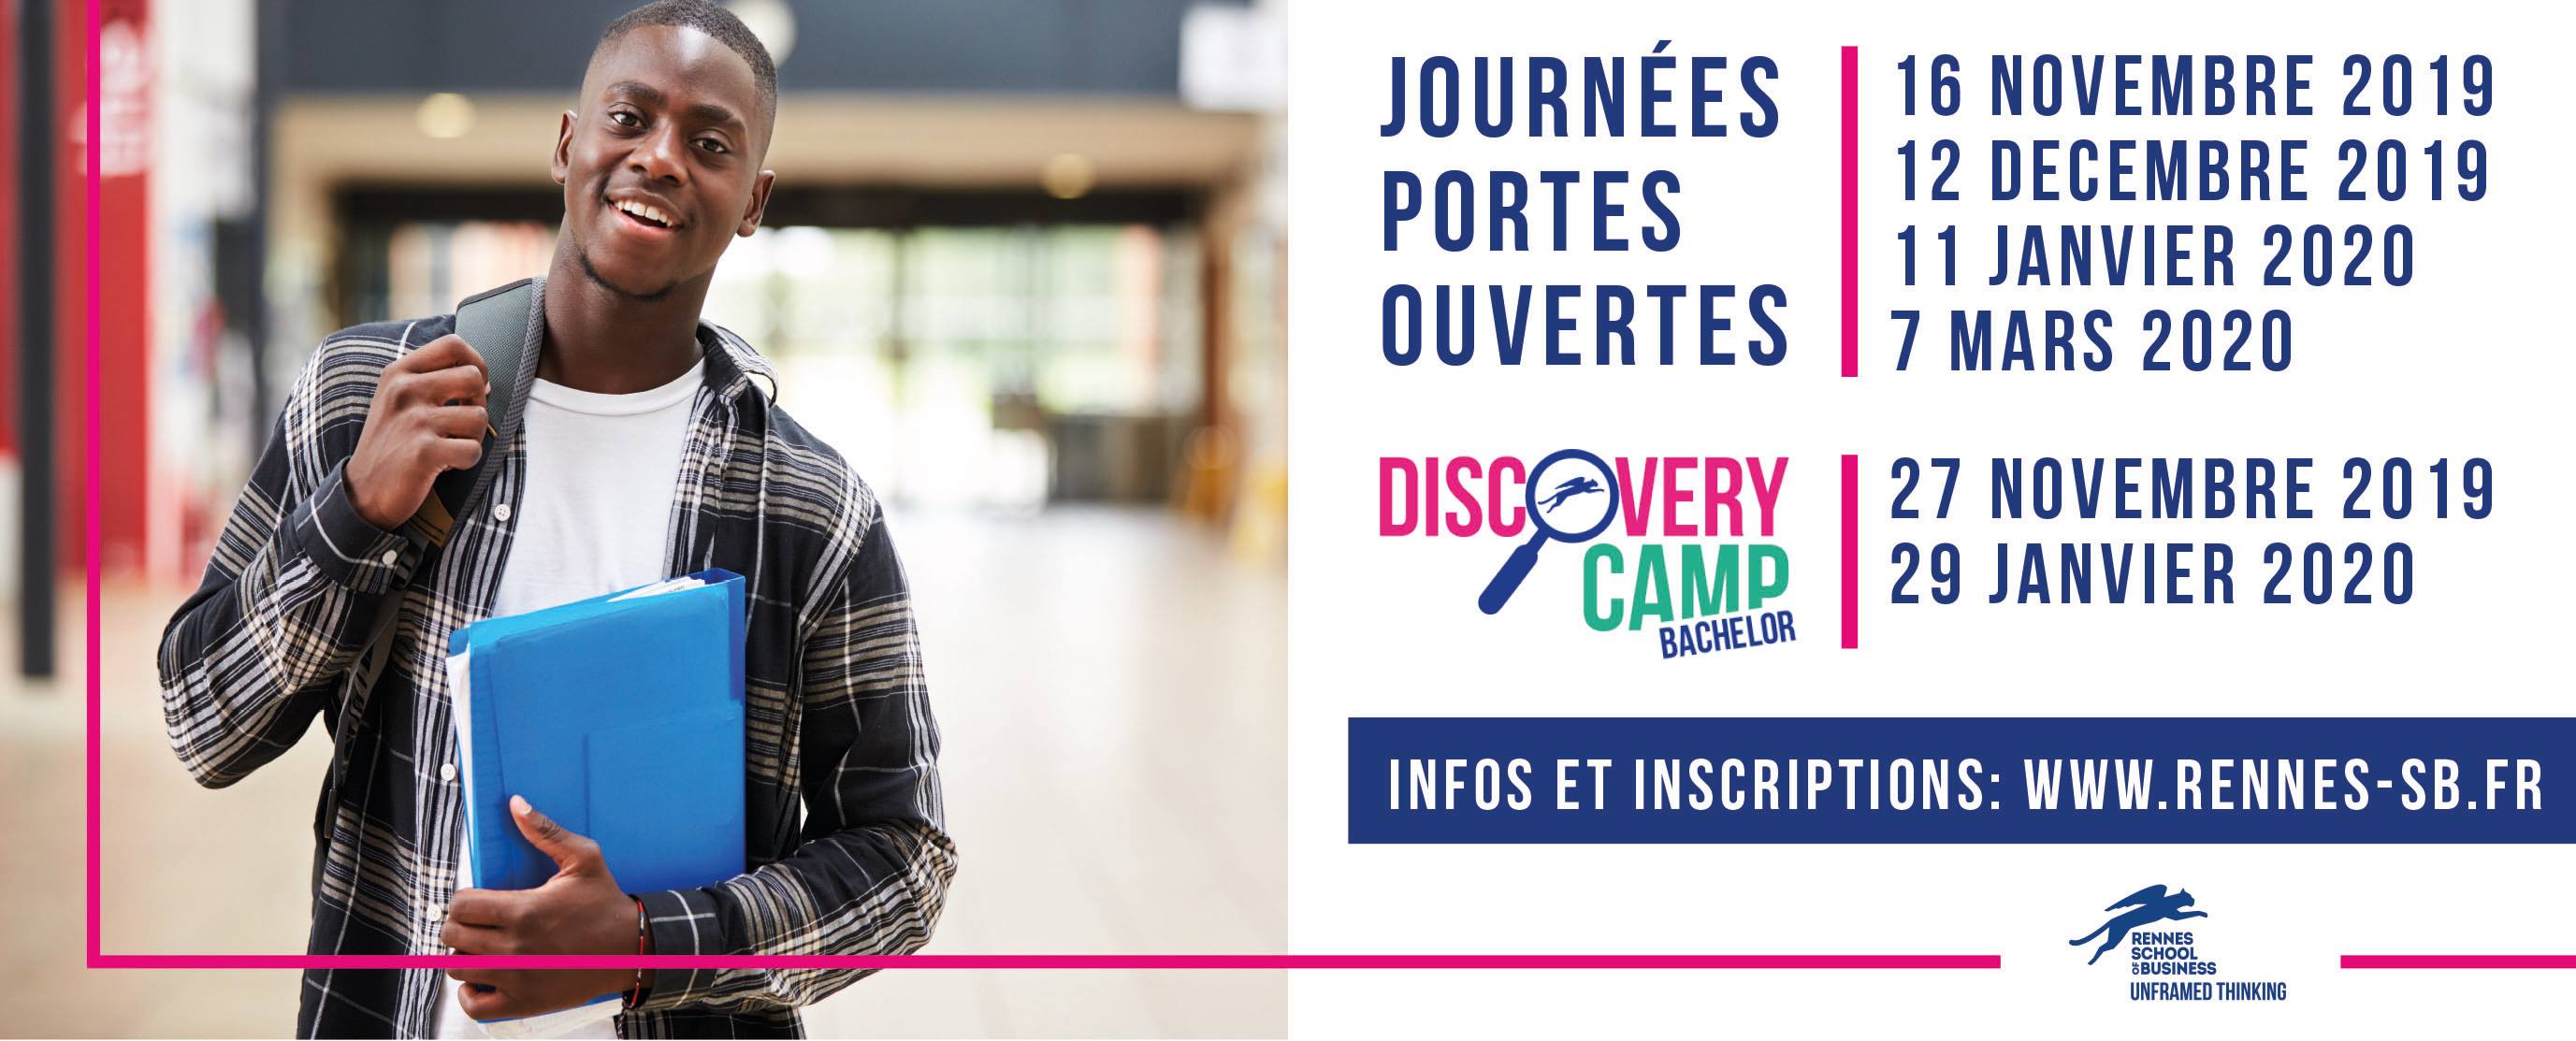 JOURNÉES
PORTES
OUVERTES
16 NOVEMBRE 2019
12 DECEMBRE 2019
11 JANVIER 2020
7 MARS 2020
DISCOVERY
CAMP
BACHELOR
27 NOVEMBRE 2019
29 JANVIER 2020
INFOS ET INSCRIPTIONS: WWW.RENNES-SB.FR
RENNES
SCHOOL
OF BUSINESS
UNFRAMED THINKING